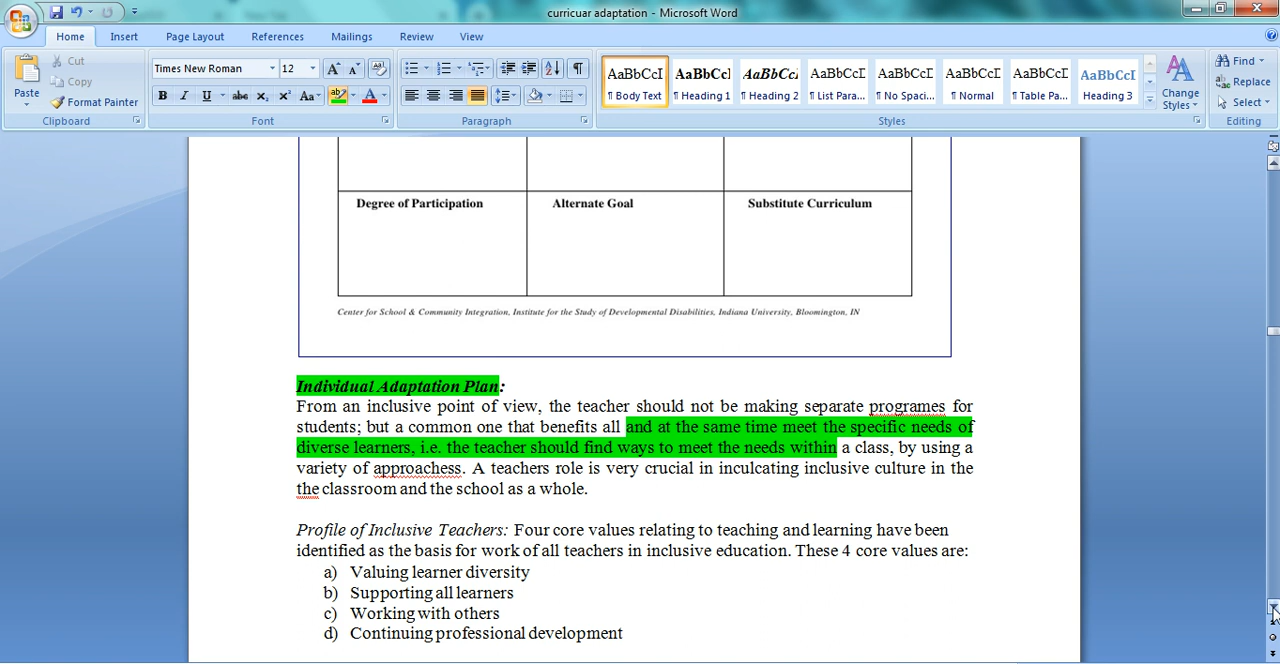 curricuar adaptation - Microsoft Word
Home Insert Page Layout References Mailings Review View
Paste
Cut
Copy
Format Painter
Clipboard
Times New Roman 12
B I U abc x₂ x² Aa ab A
Font
Paragraph
AaBbCcI AaBbCcl AaBbCc. AaBbCcI AaBbCcI AaBbCcI AaBbCcI AaBbCcI
¶ Body Text ¶ Heading 1 ¶ Heading 2 ¶ List Para... ¶ No Spaci... ¶ Normal ¶ Table Pa... Heading 3
Change
Styles
Styles
Find
Replace
Select
Editing
Degree of Participation Alternate Goal Substitute Curriculum
Center for School & Community Integration, Institute for the Study of Developmental Disabilities, Indiana University, Bloomington, IN
Individual Adaptation Plan:
From an inclusive point of view, the teacher should not be making separate programes for
students; but a common one that benefits all and at the same time meet the specific needs of
diverse learners, i.e. the teacher should find ways to meet the needs within a class, by using a
variety of approachess. A teachers role is very crucial in inculcating inclusive culture in the
the classroom and the school as a whole.
Profile of Inclusive Teachers: Four core values relating to teaching and learning have been
identified as the basis for work of all teachers in inclusive education. These 4 core values are:
a) Valuing learner diversity
b) Supporting all learners
c) Working with others
d) Continuing professional development